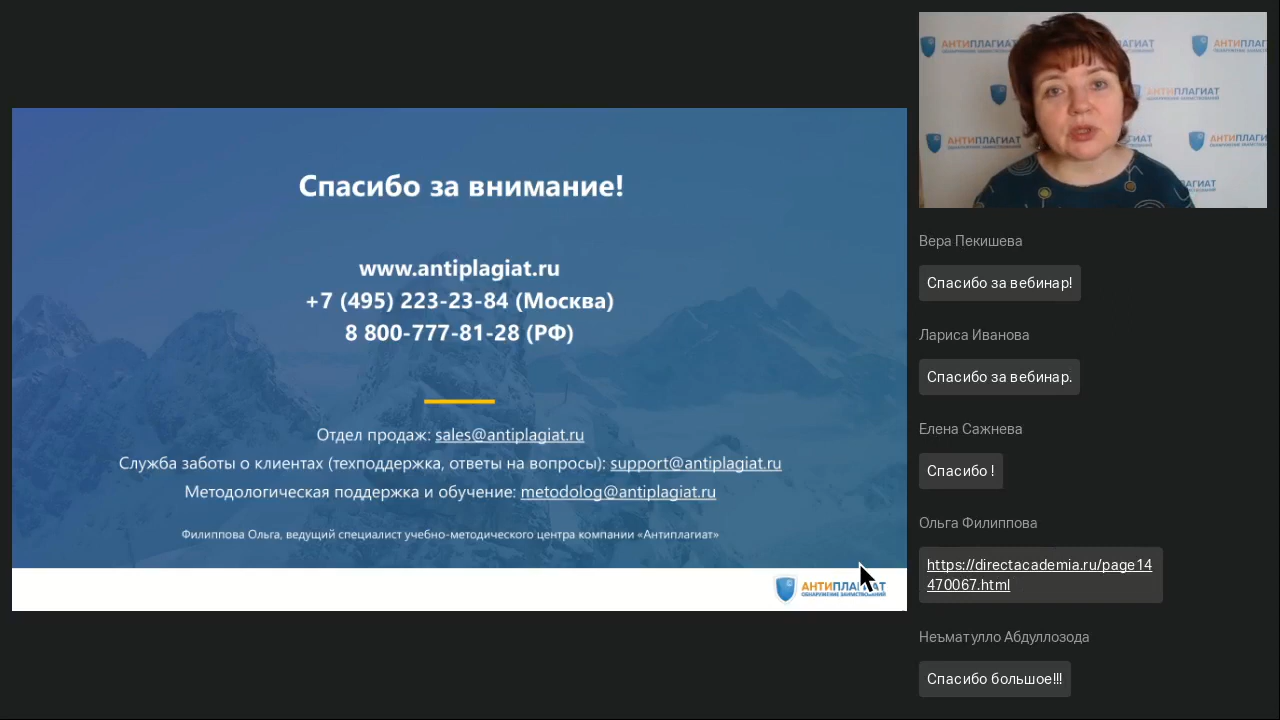 Спасибо за внимание!
www.antiplagiat.ru
+7 (495) 223-23-84 (Москва)
8 800-777-81-28 (РФ)
Отдел продаж: sales@antiplagiat.ru
Служба заботы о клиентах (техподдержка, ответы на вопросы): support@antiplagiat.ru
Методологическая поддержка и обучение: metodolog@antiplagiat.ru
Филиппова Ольга, ведущий специалист учебно-методического центра компании «Антиплагиат»
АНТИПЛАГИАТ
ОБНАРУЖЕНИЕ ЗАИМСТВОВАНИЙ
АНТИПЛАГИАТ
Вера Пекишева
Спасибо за вебинар!
Лариса Иванова
Спасибо за вебинар.
Елена Сажнева
Спасибо !
Ольга Филиппова
https://directacademia.ru/page14
470067.html
Неъматулло Абдуллозода
Спасибо большое!!!